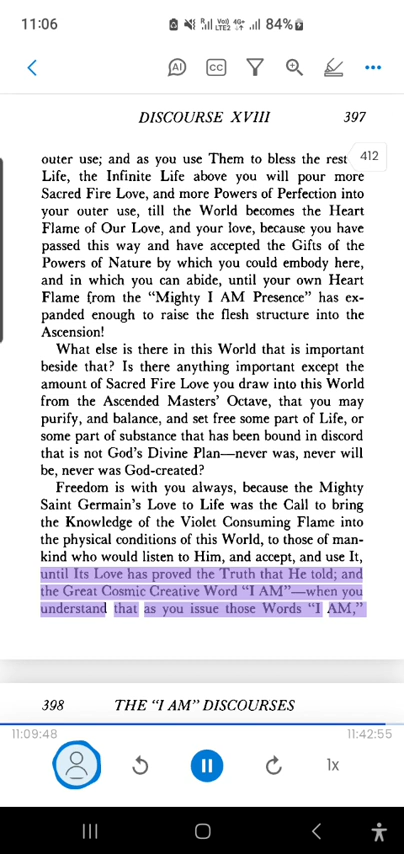 11:06
R VoD LTE2 4G+ 84%
AI CC
DISCOURSE XVIII 397
412
outer use; and as you use Them to bless the rest
Life, the Infinite Life above you will pour more
Sacred Fire Love, and more Powers of Perfection into
your outer use, till the World becomes the Heart
Flame of Our Love, and your love, because you have
passed this way and have accepted the Gifts of the
Powers of Nature by which you could embody here,
and in which you can abide, until your own Heart
Flame from the “Mighty I AM Presence” has ex-
panded enough to raise the flesh structure into the
Ascension!
What else is there in this World that is important
beside that? Is there anything important except the
amount of Sacred Fire Love you draw into this World
from the Ascended Masters’ Octave, that you may
purify, and balance, and set free some part of Life, or
some part of substance that has been bound in discord
that is not God’s Divine Plan—never was, never will
be, never was God-created?
Freedom is with you always, because the Mighty
Saint Germain’s Love to Life was the Call to bring
the Knowledge of the Violet Consuming Flame into
the physical conditions of this World, to those of man-
kind who would listen to Him, and accept, and use It,
until Its Love has proved the Truth that He told; and
the Great Cosmic Creative Word “I AM”—when you
understand that as you issue those Words “I AM,”
398 THE “I AM” DISCOURSES
11:09:48 11:42:55
1x